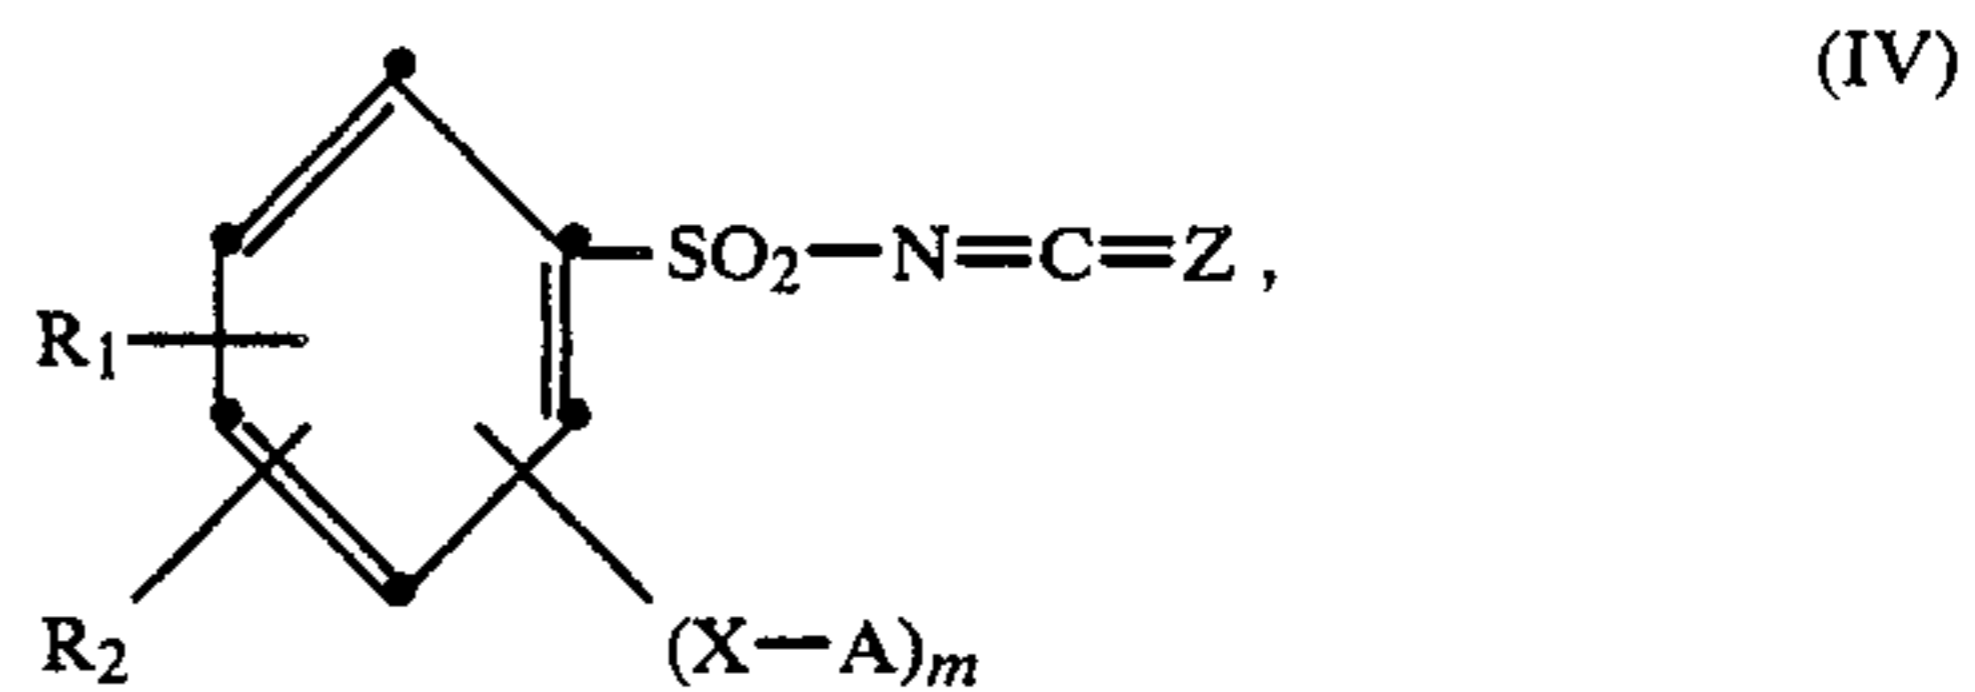 (IV)
SO₂—N=C=Z,
R₁
R₂
(X—A)ₘ